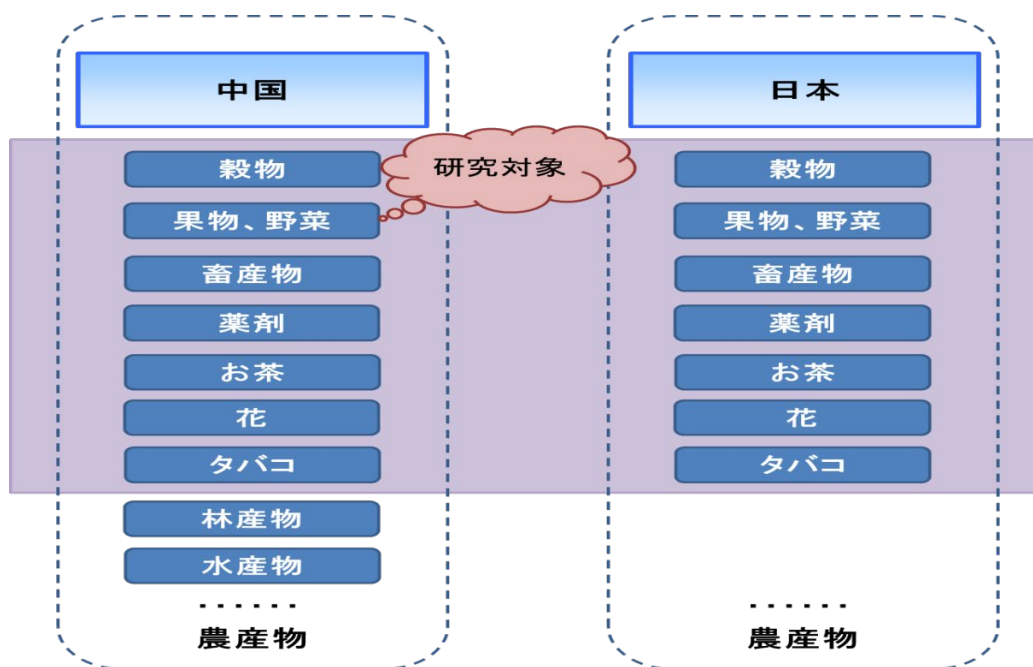 中国
研究対象
穀物
果物、野菜
畜産物
薬剤
お茶
花
タバコ
林産物
水産物
......
農産物
日本
穀物
果物、野菜
畜産物
薬剤
お茶
花
タバコ
......
農産物